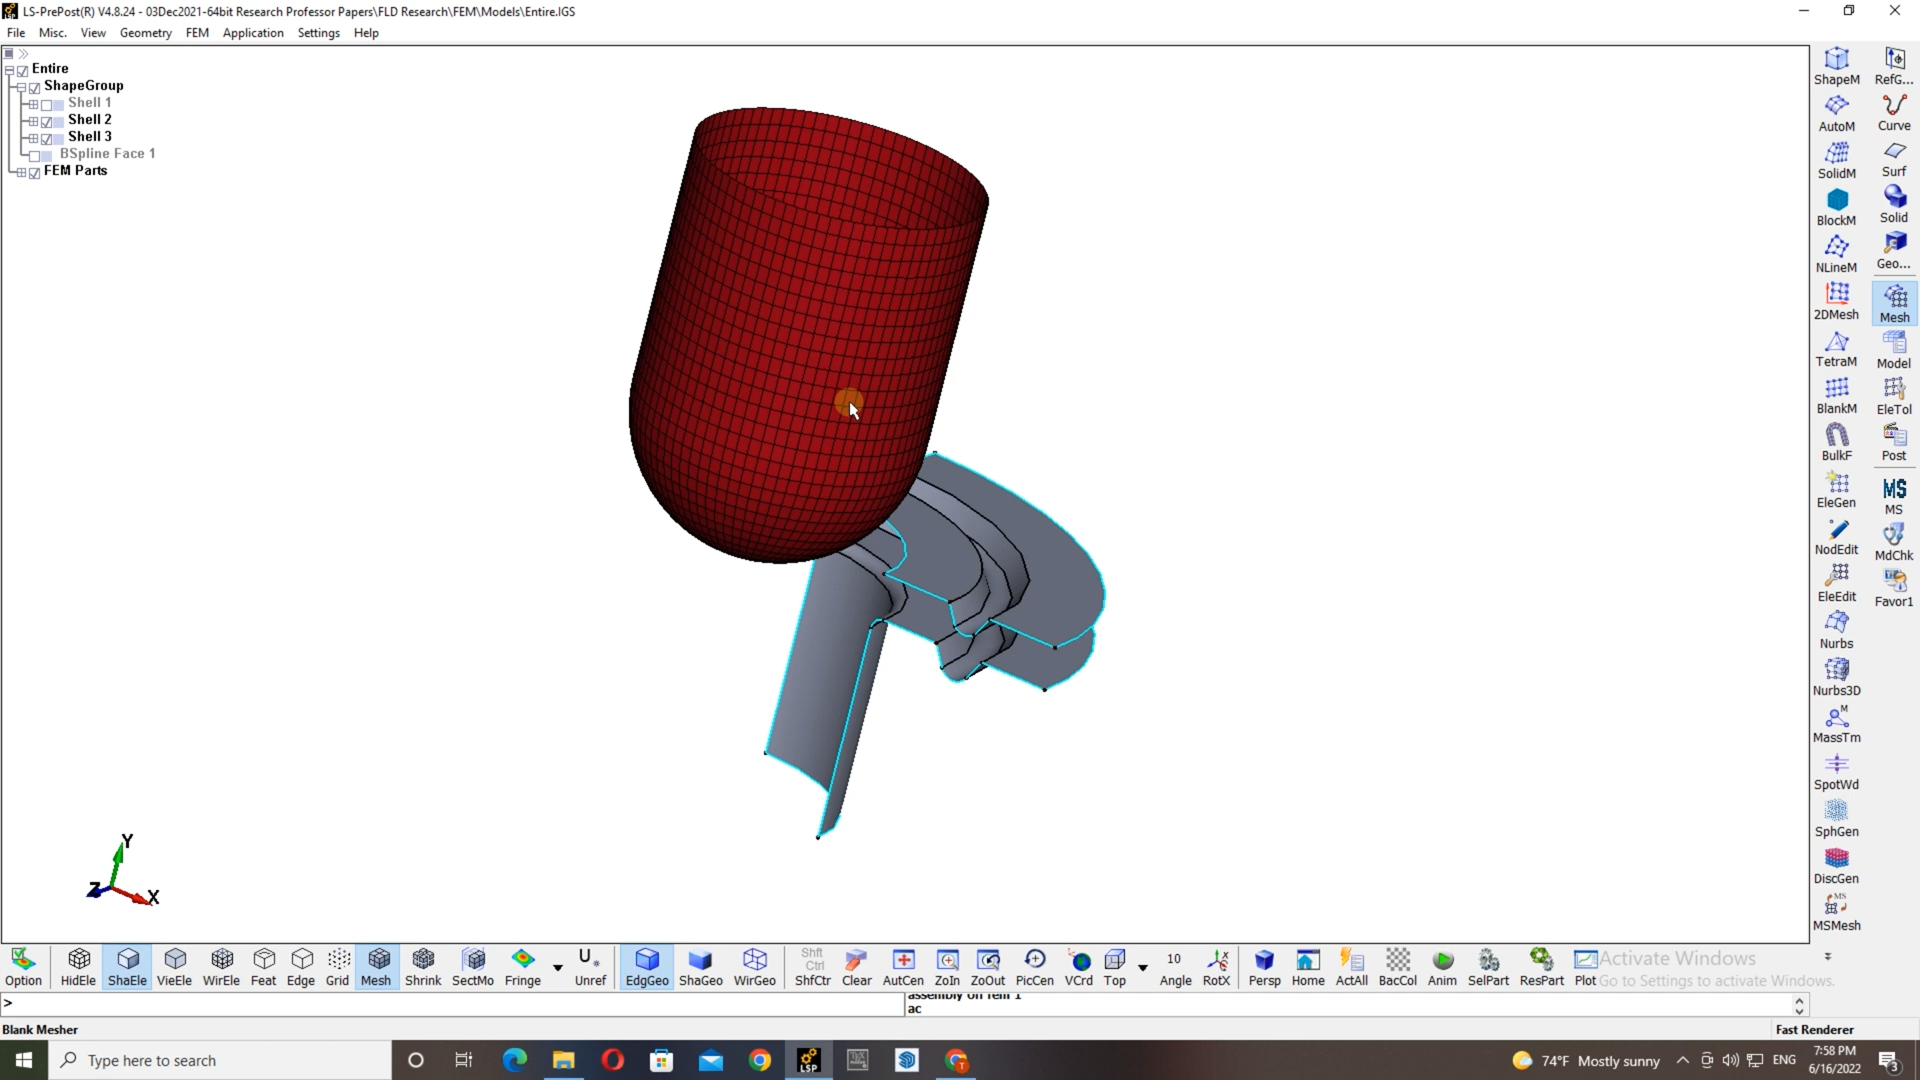 LS-PrePost(R) V4.8.24 - 03Dec2021-64bit Research Professor Papers\FLD Research\FEM\Models\Entire.IGS
File Misc. View Geometry FEM Application Settings Help
Entire
ShapeGroup
Shell 1
Shell 2
Shell 3
BSpline Face 1
FEM Parts
ShapeM RefG...
AutoM Curve
SolidM Surf
BlockM Solid
NLineM Geo...
2DMesh Mesh
TetraM Model
BlankM EleTol
BulkF Post
EleGen MS
MS
NodEdit MdChk
EleEdit Favor1
Nurbs
Nurbs3D
M
MassTm
SpotWd
SphGen
DiscGen
MS
MSMesh
Y
Z X
Option HidEle ShaEle VieEle WirEle Feat Edge Grid Mesh Shrink SectMo Fringe U. Unref EdgGeo ShaGeo WirGeo Shft Ctrl ShfCtr Clear AutCen ZoIn ZoOut PicCen VCrd Top 10 Angle RotX Persp Home ActAll BacCol Anim SelPart ResPart Plot
Activate Windows
Go to Settings to activate Windows.
> assembly on fem 1
ac
Blank Mesher Fast Renderer
Type here to search LSP T 74°F Mostly sunny ENG 7:58 PM 3
6/16/2022